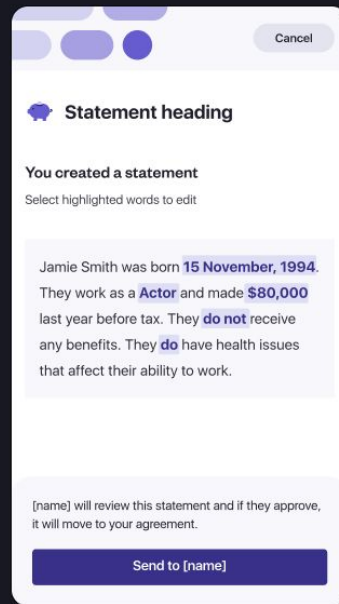 Cancel
Statement heading
You created a statement
Select highlighted words to edit
Jamie Smith was born 15 November, 1994.
They work as a Actor and made $80,000
last year before tax. They do not receive
any benefits. They do have health issues
that affect their ability to work.
[name] will review this statement and if they approve,
it will move to your agreement.
Send to [name]